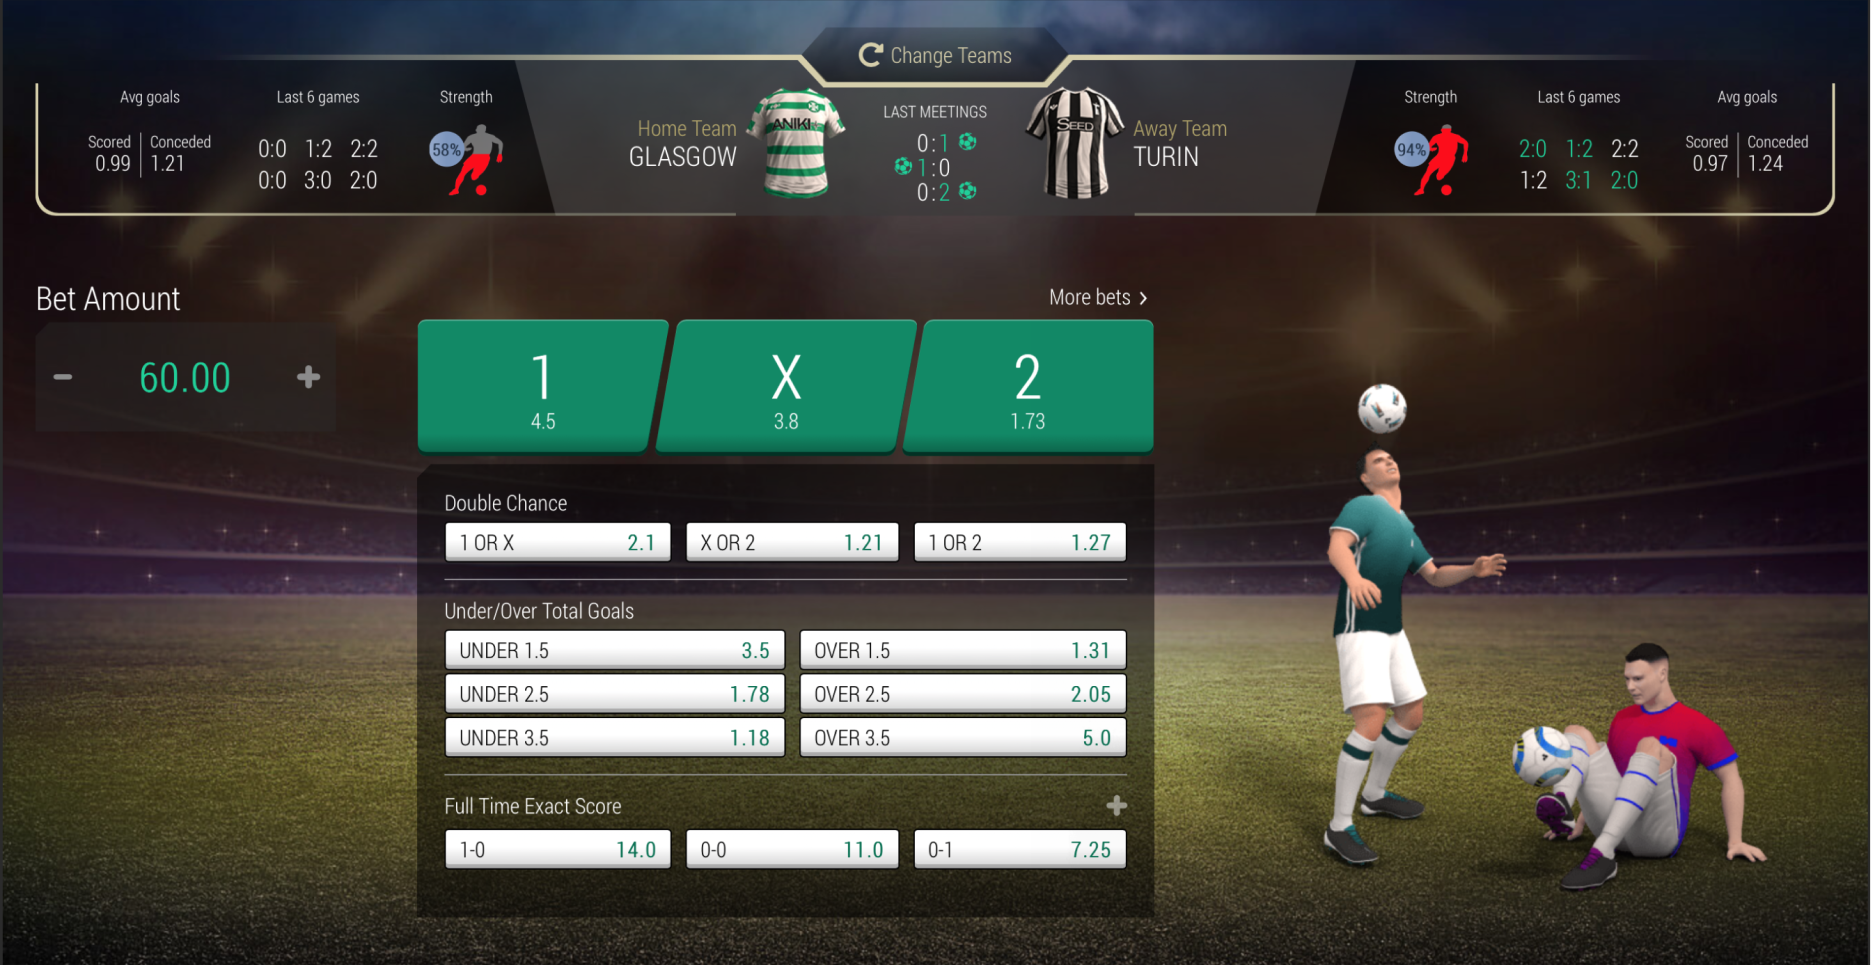 Change Teams
Avg goals
Last 6 games
Strength
Scored
Conceded
0.99
1.21
0:0 1:2 2:2
0:0 3:0 2:0
58%
Home Team
GLASGOW
ANIKI
LAST MEETINGS
0:1
1:0
0:2
SEED
Away Team
TURIN
Strength
Last 6 games
Avg goals
94%
2:0 1:2 2:2
1:2 3:1 2:0
Scored
Conceded
0.97
1.24
Bet Amount
- 60.00 +
More bets >
1
4.5
X
3.8
2
1.73
Double Chance
1 OR X 2.1
X OR 2 1.21
1 OR 2 1.27
Under/Over Total Goals
UNDER 1.5 3.5
OVER 1.5 1.31
UNDER 2.5 1.78
OVER 2.5 2.05
UNDER 3.5 1.18
OVER 3.5 5.0
Full Time Exact Score +
1-0 14.0
0-0 11.0
0-1 7.25